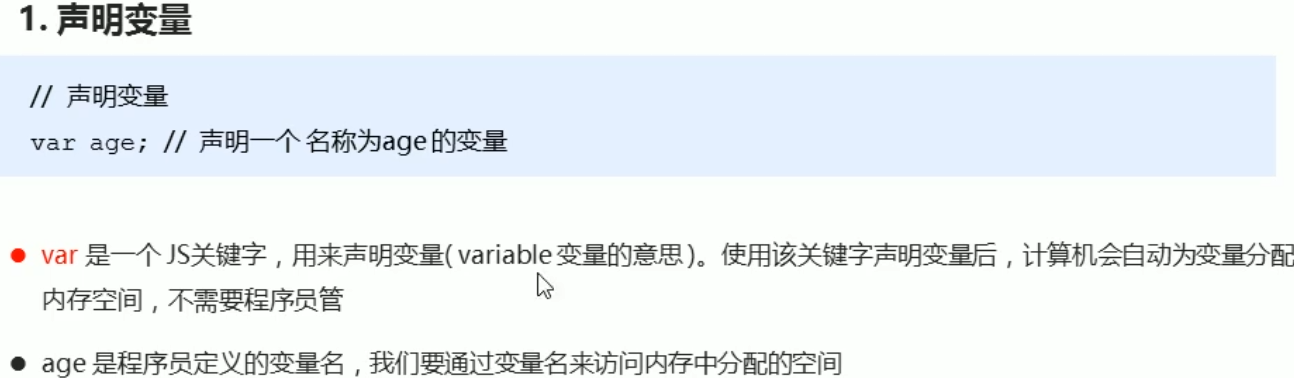 1. 声明变量
// 声明变量
var age; // 声明一个 名称为age 的变量
● var 是一个 JS关键字，用来声明变量( variable 变量的意思 )。使用该关键字声明变量后，计算机会自动为变量分配
内存空间，不需要程序员管
● age 是程序员定义的变量名，我们要通过变量名来访问内存中分配的空间